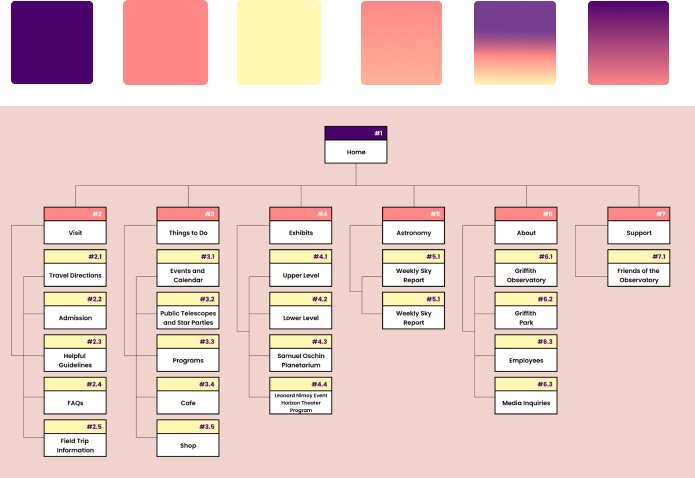 #1
Home
#2
Visit
#2.1
Travel Directions
#2.2
Admission
#2.3
Helpful
Guidelines
#2.4
FAQs
#2.5
Field Trip
Information
#3
Things to Do
#3.1
Events and
Calendar
#3.2
Public Telescopes
and Star Parties
#3.3
Programs
#3.4
Cafe
#3.5
Shop
#4
Exhibits
#4.1
Upper Level
#4.2
Lower Level
#4.3
Samuel Oschin
Planetarium
#4.4
Leonard Nimoy Event
Horizon Theater
Program
#5
Astronomy
#5.1
Weekly Sky
Report
#5.1
Weekly Sky
Report
#6
About
#6.1
Griffith
Observatory
#6.2
Griffith
Park
#6.3
Employees
#6.3
Media Inquiries
#7
Support
#7.1
Friends of the
Observatory